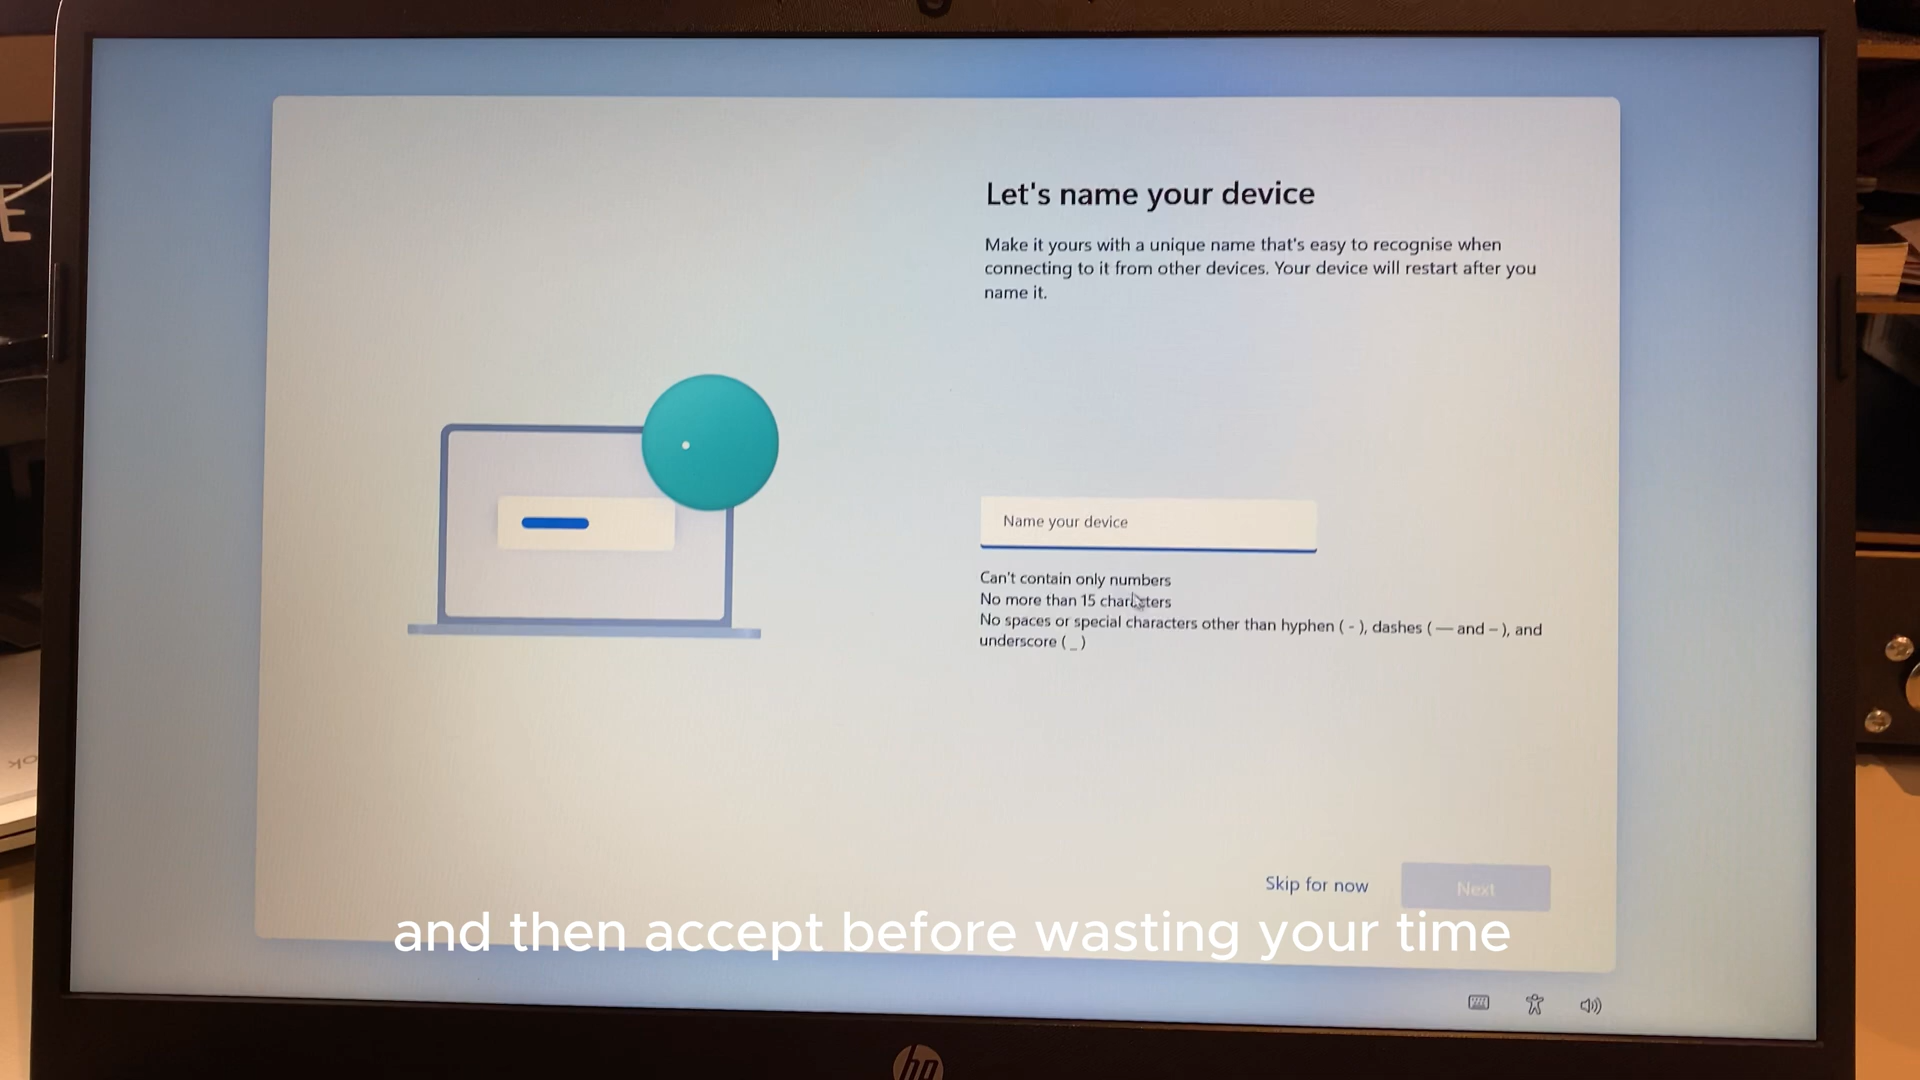 Let's name your device
Make it yours with a unique name that's easy to recognise when
connecting to it from other devices. Your device will restart after you
name it.
Name your device
Can't contain only numbers
No more than 15 characters
No spaces or special characters other than hyphen ( - ), dashes ( — and – ), and
underscore ( _ )
Skip for now
Next
and then accept before wasting your time
hp